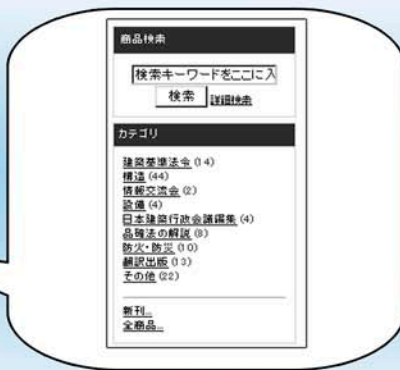 商品検索
検索キーワードをここに入
検索 詳細検索
カテゴリ
建築基準法令 (14)
構造 (44)
情報交流会 (2)
設備 (4)
日本建築行政会議編集 (4)
品確法の解説 (8)
防火・防災 (10)
翻訳出版 (13)
その他 (22)
新刊...
全商品...